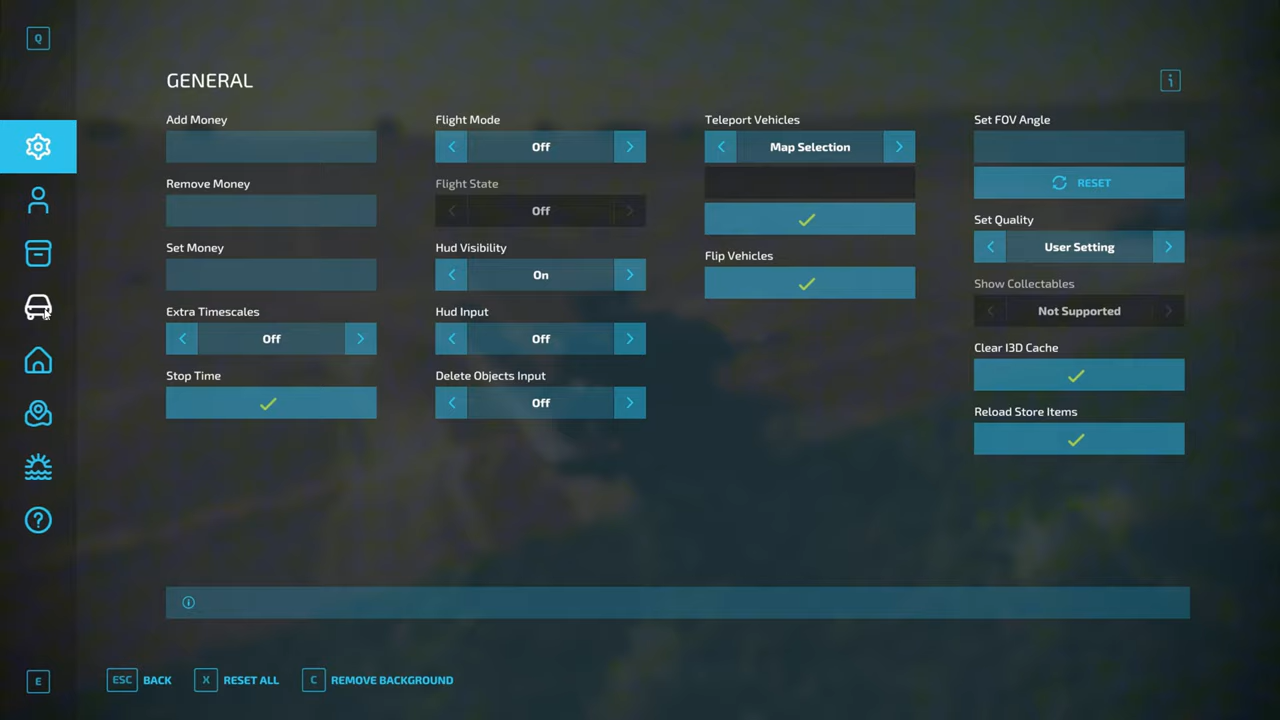 Q
GENERAL
i
Add Money
Flight Mode
Off
Teleport Vehicles
Map Selection
Set FOV Angle
RESET
Remove Money
Flight State
Off
Set Quality
User Setting
Set Money
Hud Visibility
On
Flip Vehicles
Show Collectables
Not Supported
Extra Timescales
Off
Hud Input
Off
Clear I3D Cache
Stop Time
Delete Objects Input
Off
Reload Store Items
E
ESC BACK
X RESET ALL
C REMOVE BACKGROUND